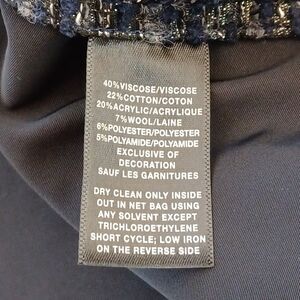 40%VISCOSE/VISCOSE
22%COTTON/COTON
20%ACRYLIC/ACRYLIQUE
7%WOOL/LAINE
6%POLYESTER/POLYESTER
5%POLYAMIDE/POLYAMIDE
EXCLUSIVE OF
DECORATION
SAUF LES GARNITURES
DRY CLEAN ONLY INSIDE
OUT IN NET BAG USING
ANY SOLVENT EXCEPT
TRICHLOROETHYLENE
SHORT CYCLE; LOW IRON
ON THE REVERSE SIDE